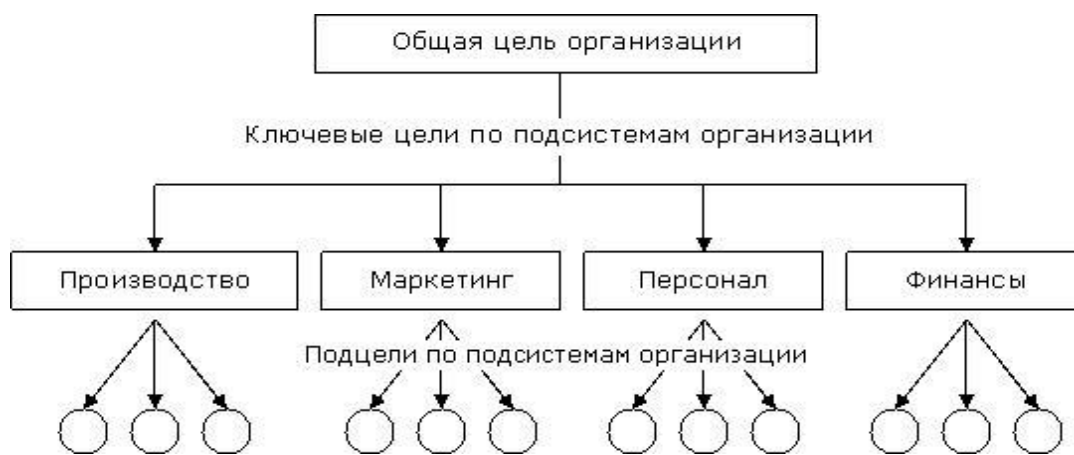 Общая цель организации
Ключевые цели по подсистемам организации
Производство
Маркетинг
Персонал
Финансы
Подцели по подсистемам организации